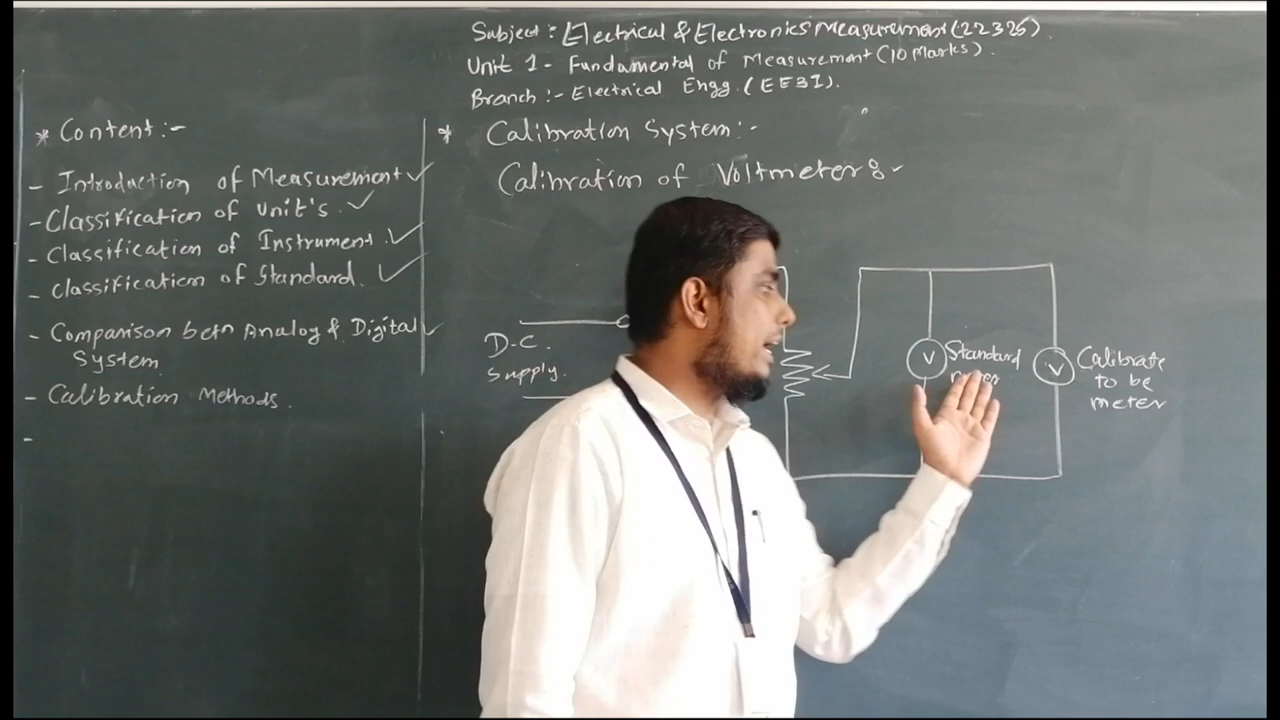 Subject : Electrical & Electronics Measurement (22325).
Unit 1 - Fundamental of Measurement (10 Marks).
Branch :- Electrical Engg. (EE3I).
* Content :-
- Introduction of Measurement ✓
- Classification of Unit's. ✓
- Classification of Instrument. ✓
- Classification of Standard. ✓
- Comparison betn Analog & Digital ✓
System.
- Calibration Methods.
-
* Calibration System :-
Calibration of Voltmeter :-
D.C.
Supply.
V
Standard
V
Calibrate
to be
meter